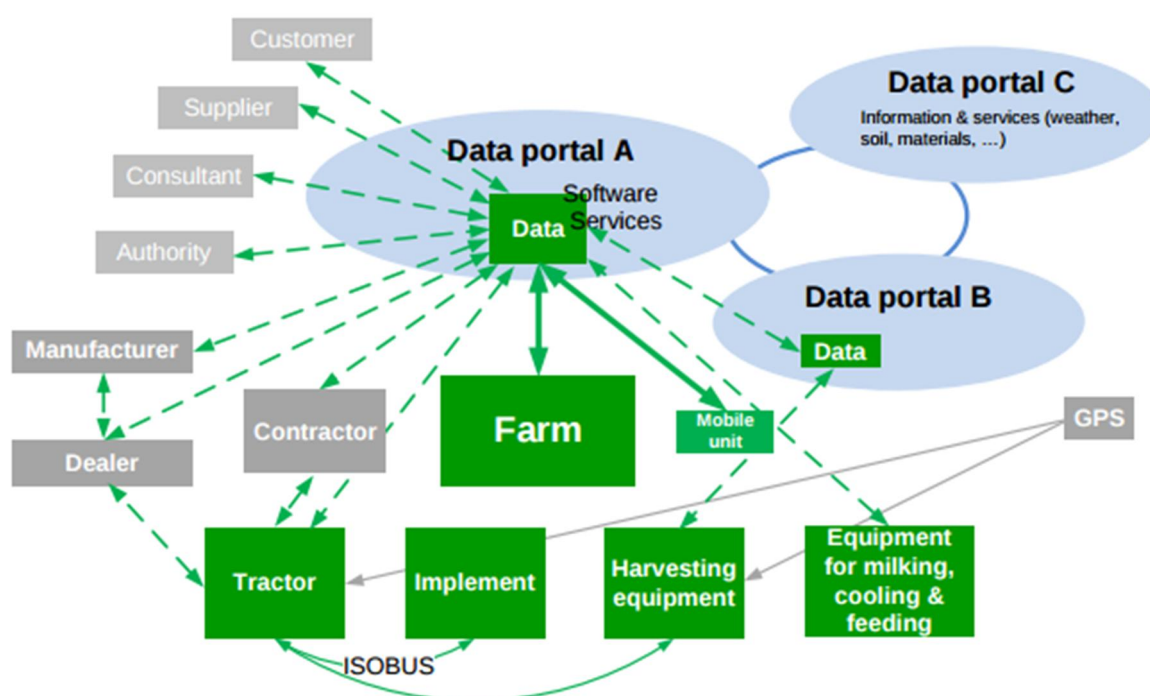 Customer
Supplier
Consultant
Authority
Data portal A
Software
Services
Data
Data portal C
Information & services (weather,
soil, materials, …)
Data portal B
Data
Manufacturer
Dealer
Contractor
Farm
Mobile
unit
GPS
Tractor
Implement
Harvesting
equipment
Equipment
for milking,
cooling &
feeding
ISOBUS